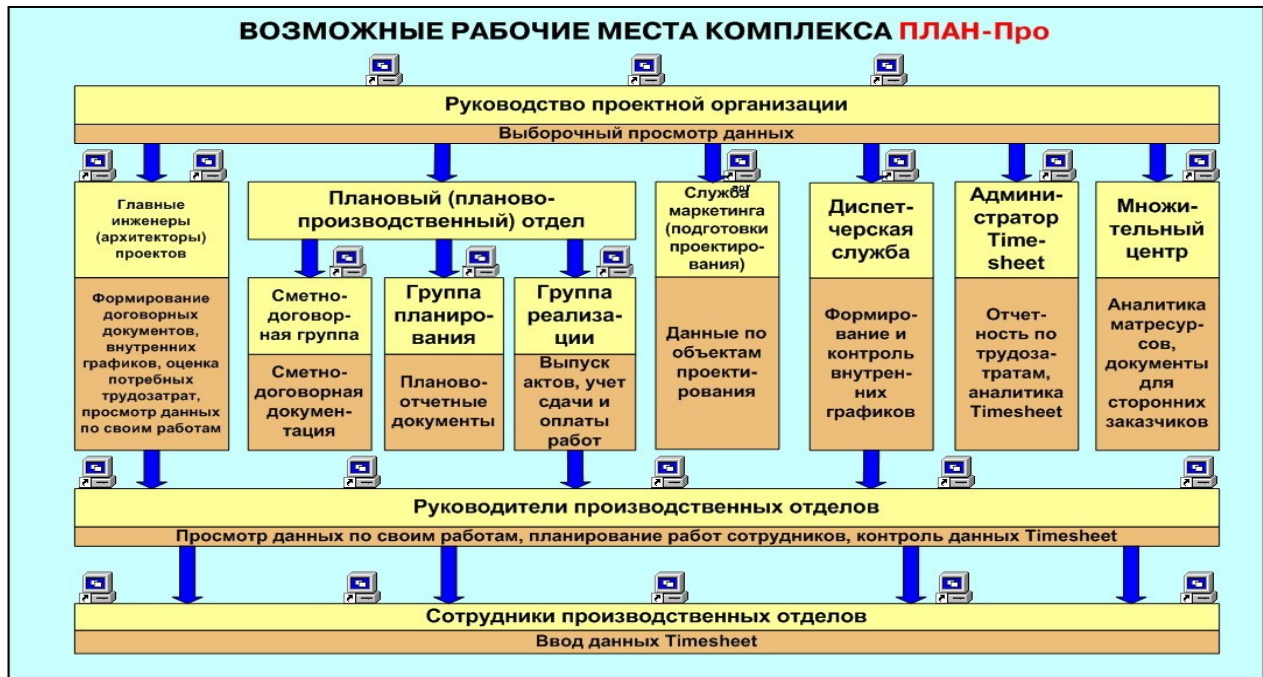 ВОЗМОЖНЫЕ РАБОЧИЕ МЕСТА КОМПЛЕКСА ПЛАН-Про
Руководство проектной организации
Выборочный просмотр данных
Главные
инженеры
(архитекторы)
проектов
Формирование
договорных
документов,
внутренних
графиков, оценка
потребных
трудозатрат,
просмотр данных
по своим работам
Плановый (планово-
производственный) отдел
Сметно-
договор-
ная группа
Сметно-
договорная
докумен-
тация
Группа
планиро-
вания
Планово-
отчетные
документы
Группа
реализа-
ции
Выпуск
актов, учет
сдачи и
оплаты
работ
Служба
маркетинга
(подготовки
проектиро-
вания)
Данные по
объектам
проекти-
рования
Диспет-
черская
служба
Формиро-
вание и
контроль
внутрен-
них
графиков
Админи-
стратор
Time-
sheet
Отчет-
ность по
трудоза-
тратам,
аналитика
Timesheet
Множи-
тельный
центр
Аналитика
матресур-
сов,
документы
для
сторонних
заказчиков
Руководители производственных отделов
Просмотр данных по своим работам, планирование работ сотрудников, контроль данных Timesheet
Сотрудники производственных отделов
Ввод данных Timesheet